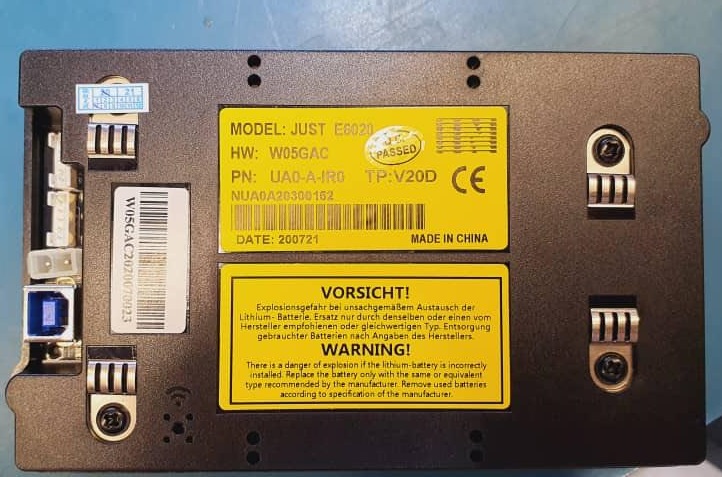 21
MODEL: JUST E6020
PASSED
HW: W05GAC
PN: UA0-A-IR0 TP:V20D
CE
NUA0A20300162
DATE: 200721 MADE IN CHINA
W05GAC2020070023
VORSICHT!
Explosionsgefahr bei unsachgemäßem Austausch der
Lithium- Batterie. Ersatz nur durch denselben oder einen vom
Hersteller empfohienen oder gleichwertigen Typ. Entsorgung
gebrauchter Batterien nach Angaben des Herstellers.
WARNING!
There is a danger of explosion if the lithium-battery is incorrectly
installed. Replace the battery only with the same or equivalent
type recommended by the manufacturer. Remove used batteries
according to specification of the manufacturer.